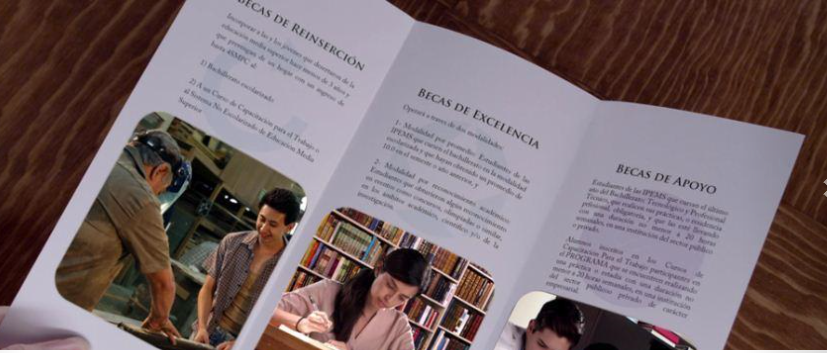 BECAS DE REINSERCIÓN
Incorporar a las y los jóvenes que desertaron de la
educación media superior hace menos de 3 años y
que provengan de un hogar con un ingreso de
hasta 4SMPC al:
1) Bachillerato escolarizado
2) A un Curso de Capacitación para el Trabajo o
al Sistema No Escolarizado de Educación Media
Superior
BECAS DE EXCELENCIA
Operará a través de dos modalidades:
1. Modalidad por promedio: Estudiantes de las
IPEMS que cursen el bachillerato en la modalidad
escolarizada y que hayan obtenido un promedio de
10.0 en el semestre o año anterior, y
2. Modalidad por reconocimiento académico:
Estudiantes que obtuvieron algún reconocimiento
en eventos como concursos, olimpiadas o similar,
en los ámbitos académico, científico y/o de la
investigación.
BECAS DE APOYO
Estudiantes de las IPEMS que cursen el último
año del Bachillerato Tecnológico y Profesional
Técnico, que realicen sus prácticas, o residencia
profesional, obligatoria, y que no esté
con una duración no menor a 20 horas
semanales, en una institución del sector público
o privado.
Alumnos inscritos en los Cursos de
Capacitación Para el Trabajo participantes en
el PROGRAMA que se encuentren realizando
una práctica o estadía, con una duración no
menor a 20 horas semanales, en una institución
del sector público o privado de carácter
empresarial.